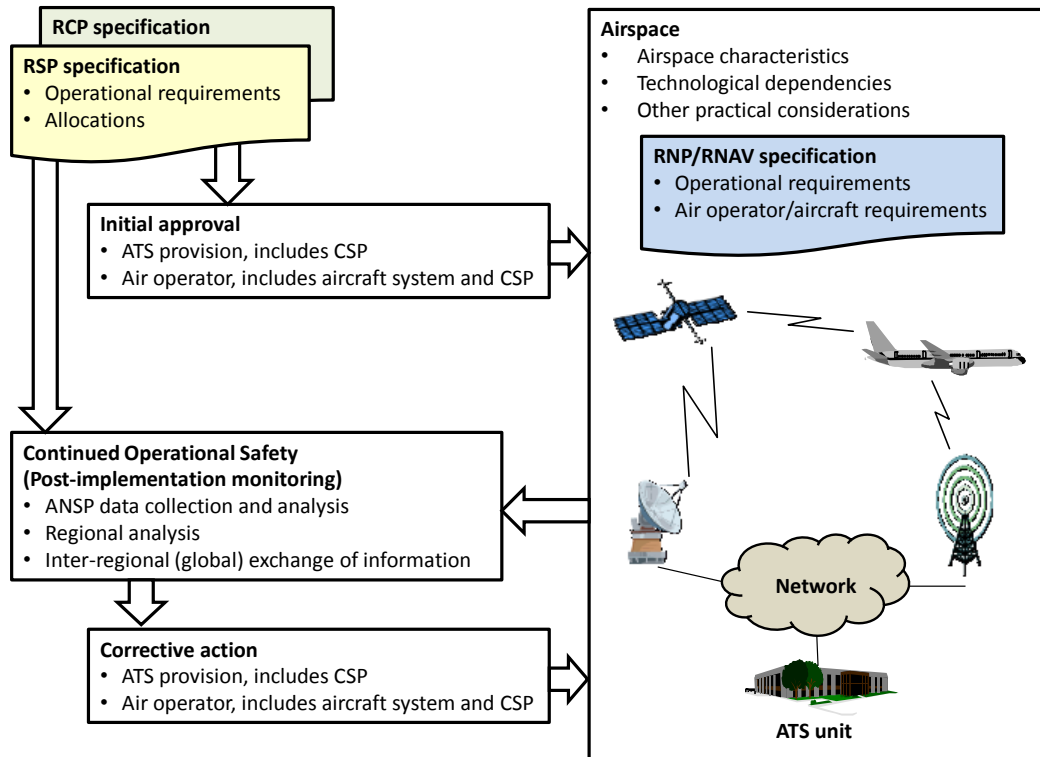 RCP specification
RSP specification
• Operational requirements
• Allocations
Initial approval
• ATS provision, includes CSP
• Air operator, includes aircraft system and CSP
Continued Operational Safety
(Post-implementation monitoring)
• ANSP data collection and analysis
• Regional analysis
• Inter-regional (global) exchange of information
Corrective action
• ATS provision, includes CSP
• Air operator, includes aircraft system and CSP
Airspace
• Airspace characteristics
• Technological dependencies
• Other practical considerations
RNP/RNAV specification
• Operational requirements
• Air operator/aircraft requirements
Network
ATS unit